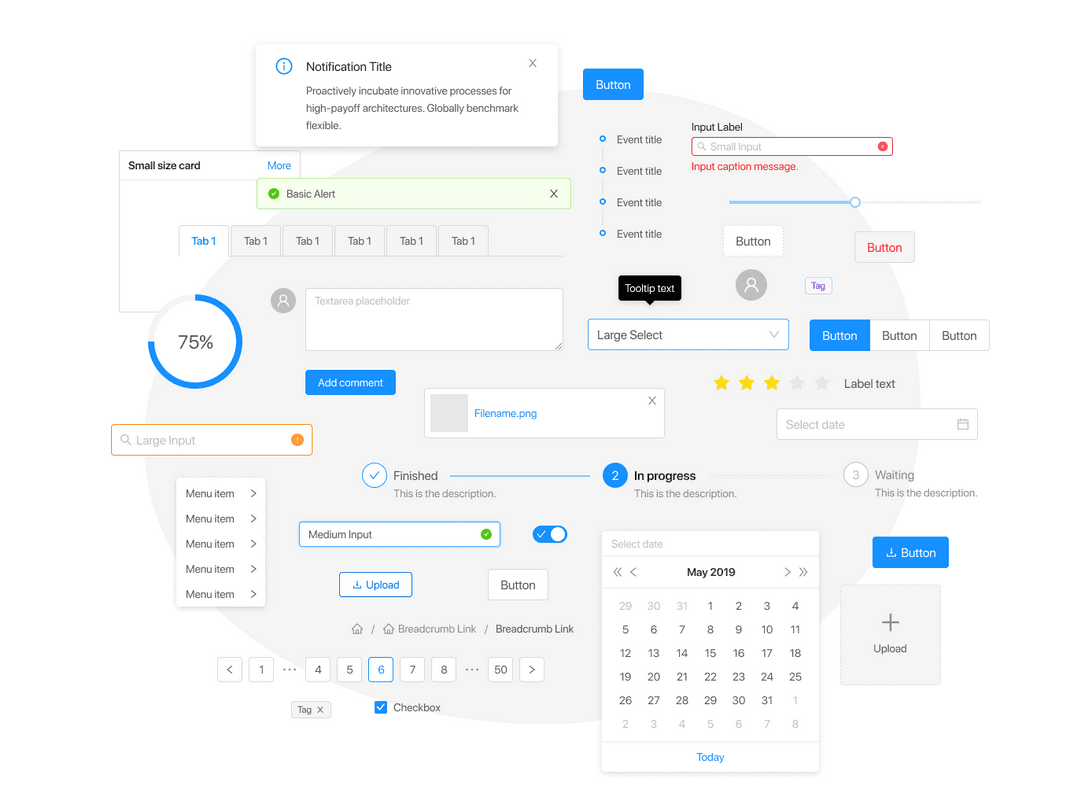 Notification Title
Proactively incubate innovative processes for
high-payoff architectures. Globally benchmark
flexible.
Button
Small size card
More
Basic Alert
Tab 1
Tab 1
Tab 1
Tab 1
Tab 1
Tab 1
Event title
Event title
Event title
Event title
Input Label
Small Input
Input caption message.
Button
Button
Tag
Tooltip text
Large Select
Button
Button
Button
75%
Textarea placeholder
Add comment
Filename.png
Label text
Select date
Large Input
Finished
This is the description.
2
In progress
This is the description.
3
Waiting
This is the description.
Menu item
Menu item
Menu item
Menu item
Menu item
Medium Input
Upload
Button
/ Breadcrumb Link / Breadcrumb Link
1 ··· 4 5 6 7 8 ··· 50
Tag
Checkbox
Select date
May 2019
29 30 31 1 2 3 4
5 6 7 8 9 10 11
12 13 14 15 16 17 18
19 20 21 22 23 24 25
26 27 28 29 30 31 1
2 3 4 5 6 7 8
Today
Button
Upload